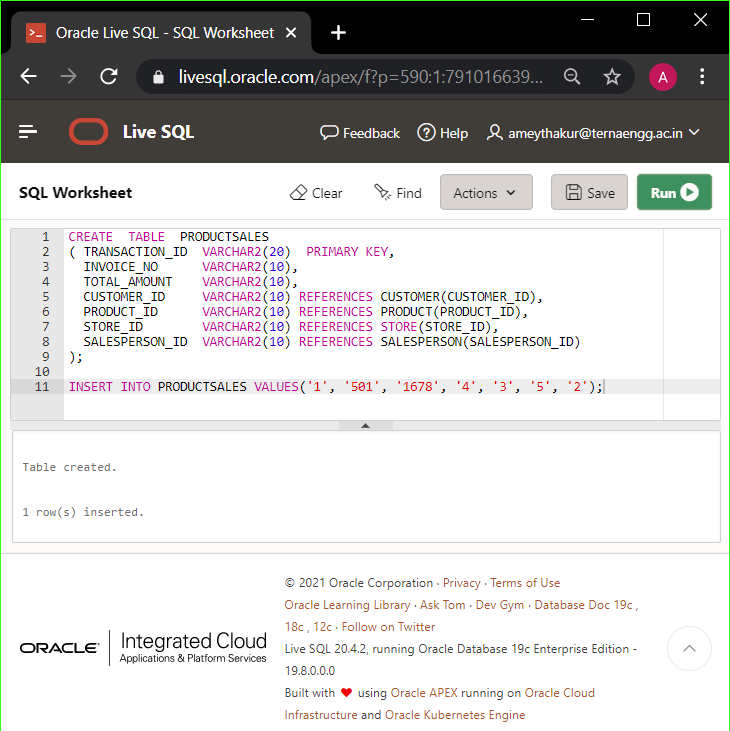 Oracle Live SQL - SQL Worksheet
livesql.oracle.com/apex/f?p=590:1:791016639...
A
Live SQL
Feedback
Help
ameythakur@ternaengg.ac.in
SQL Worksheet
Clear
Find
Actions
Save
Run
1 CREATE  TABLE  PRODUCTSALES
2 ( TRANSACTION_ID  VARCHAR2(20)  PRIMARY KEY,
3   INVOICE_NO      VARCHAR2(10),
4   TOTAL_AMOUNT    VARCHAR2(10),
5   CUSTOMER_ID     VARCHAR2(10) REFERENCES CUSTOMER(CUSTOMER_ID),
6   PRODUCT_ID      VARCHAR2(10) REFERENCES PRODUCT(PRODUCT_ID),
7   STORE_ID        VARCHAR2(10) REFERENCES STORE(STORE_ID),
8   SALESPERSON_ID  VARCHAR2(10) REFERENCES SALESPERSON(SALESPERSON_ID)
9 );
10
11 INSERT INTO PRODUCTSALES VALUES('1', '501', '1678', '4', '3', '5', '2');
Table created.
1 row(s) inserted.
ORACLE
Integrated Cloud
Applications & Platform Services
© 2021 Oracle Corporation · Privacy · Terms of Use
Oracle Learning Library · Ask Tom · Dev Gym · Database Doc 19c ,
18c , 12c · Follow on Twitter
Live SQL 20.4.2, running Oracle Database 19c Enterprise Edition -
19.8.0.0.0
Built with ♥ using Oracle APEX running on Oracle Cloud
Infrastructure and Oracle Kubernetes Engine